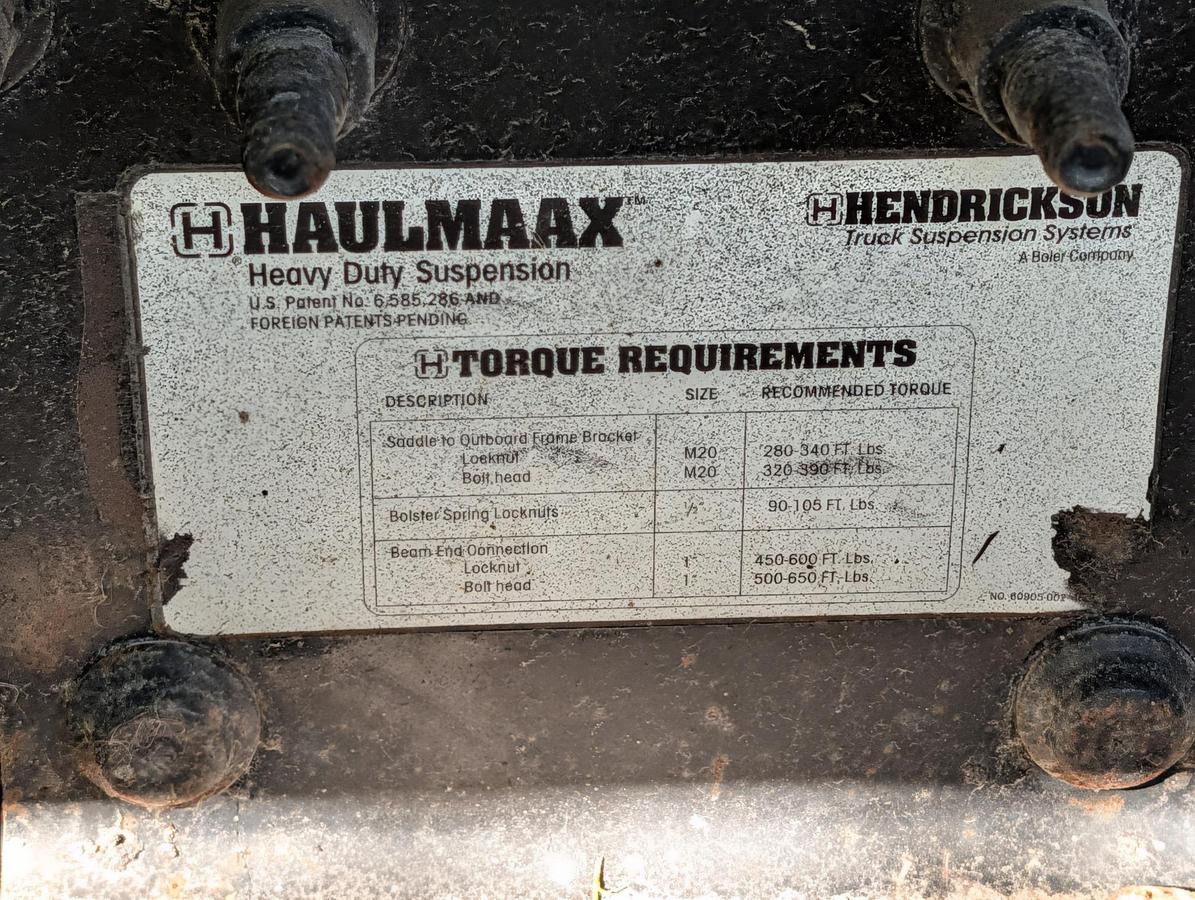 H HAULMAAX™
Heavy Duty Suspension
U.S. Patent No. 6,585,286 AND
FOREIGN PATENTS PENDING
H HENDRICKSON
Truck Suspension Systems
A Boler Company
H TORQUE REQUIREMENTS
DESCRIPTION SIZE RECOMMENDED TORQUE
Saddle to Outboard Frame Bracket
Locknut M20 280-340 FT. Lbs.
Bolt head M20 320-390 FT. Lbs.
Bolster Spring Locknuts ½" 90-105 FT. Lbs.
Beam End Connection
Locknut 1" 450-600 FT. Lbs.
Bolt head 1" 500-650 FT. Lbs.
NO. 60905-002